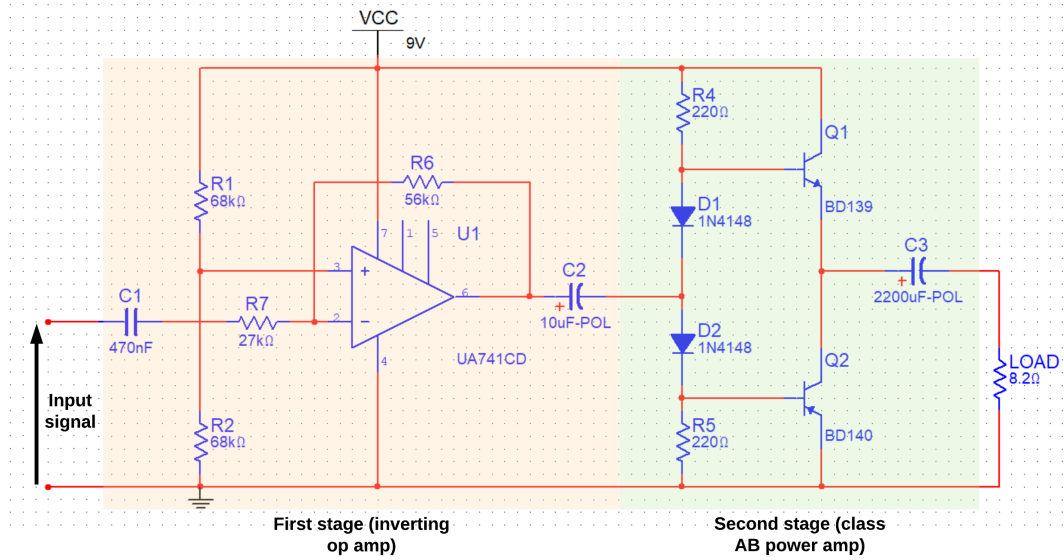 VCC
9V
R4
220Ω
Q1
R6
56kΩ
R1
68kΩ
BD139
D1
1N4148
7
1
5
U1
C3
+
2200uF-POL
3
+
C2
+
10uF-POL
6
C1
470nF
R7
27kΩ
2
−
D2
1N4148
UA741CD
4
Q2
LOAD
8.2Ω
Input
signal
R2
68kΩ
R5
220Ω
BD140
First stage (inverting
op amp)
Second stage (class
AB power amp)